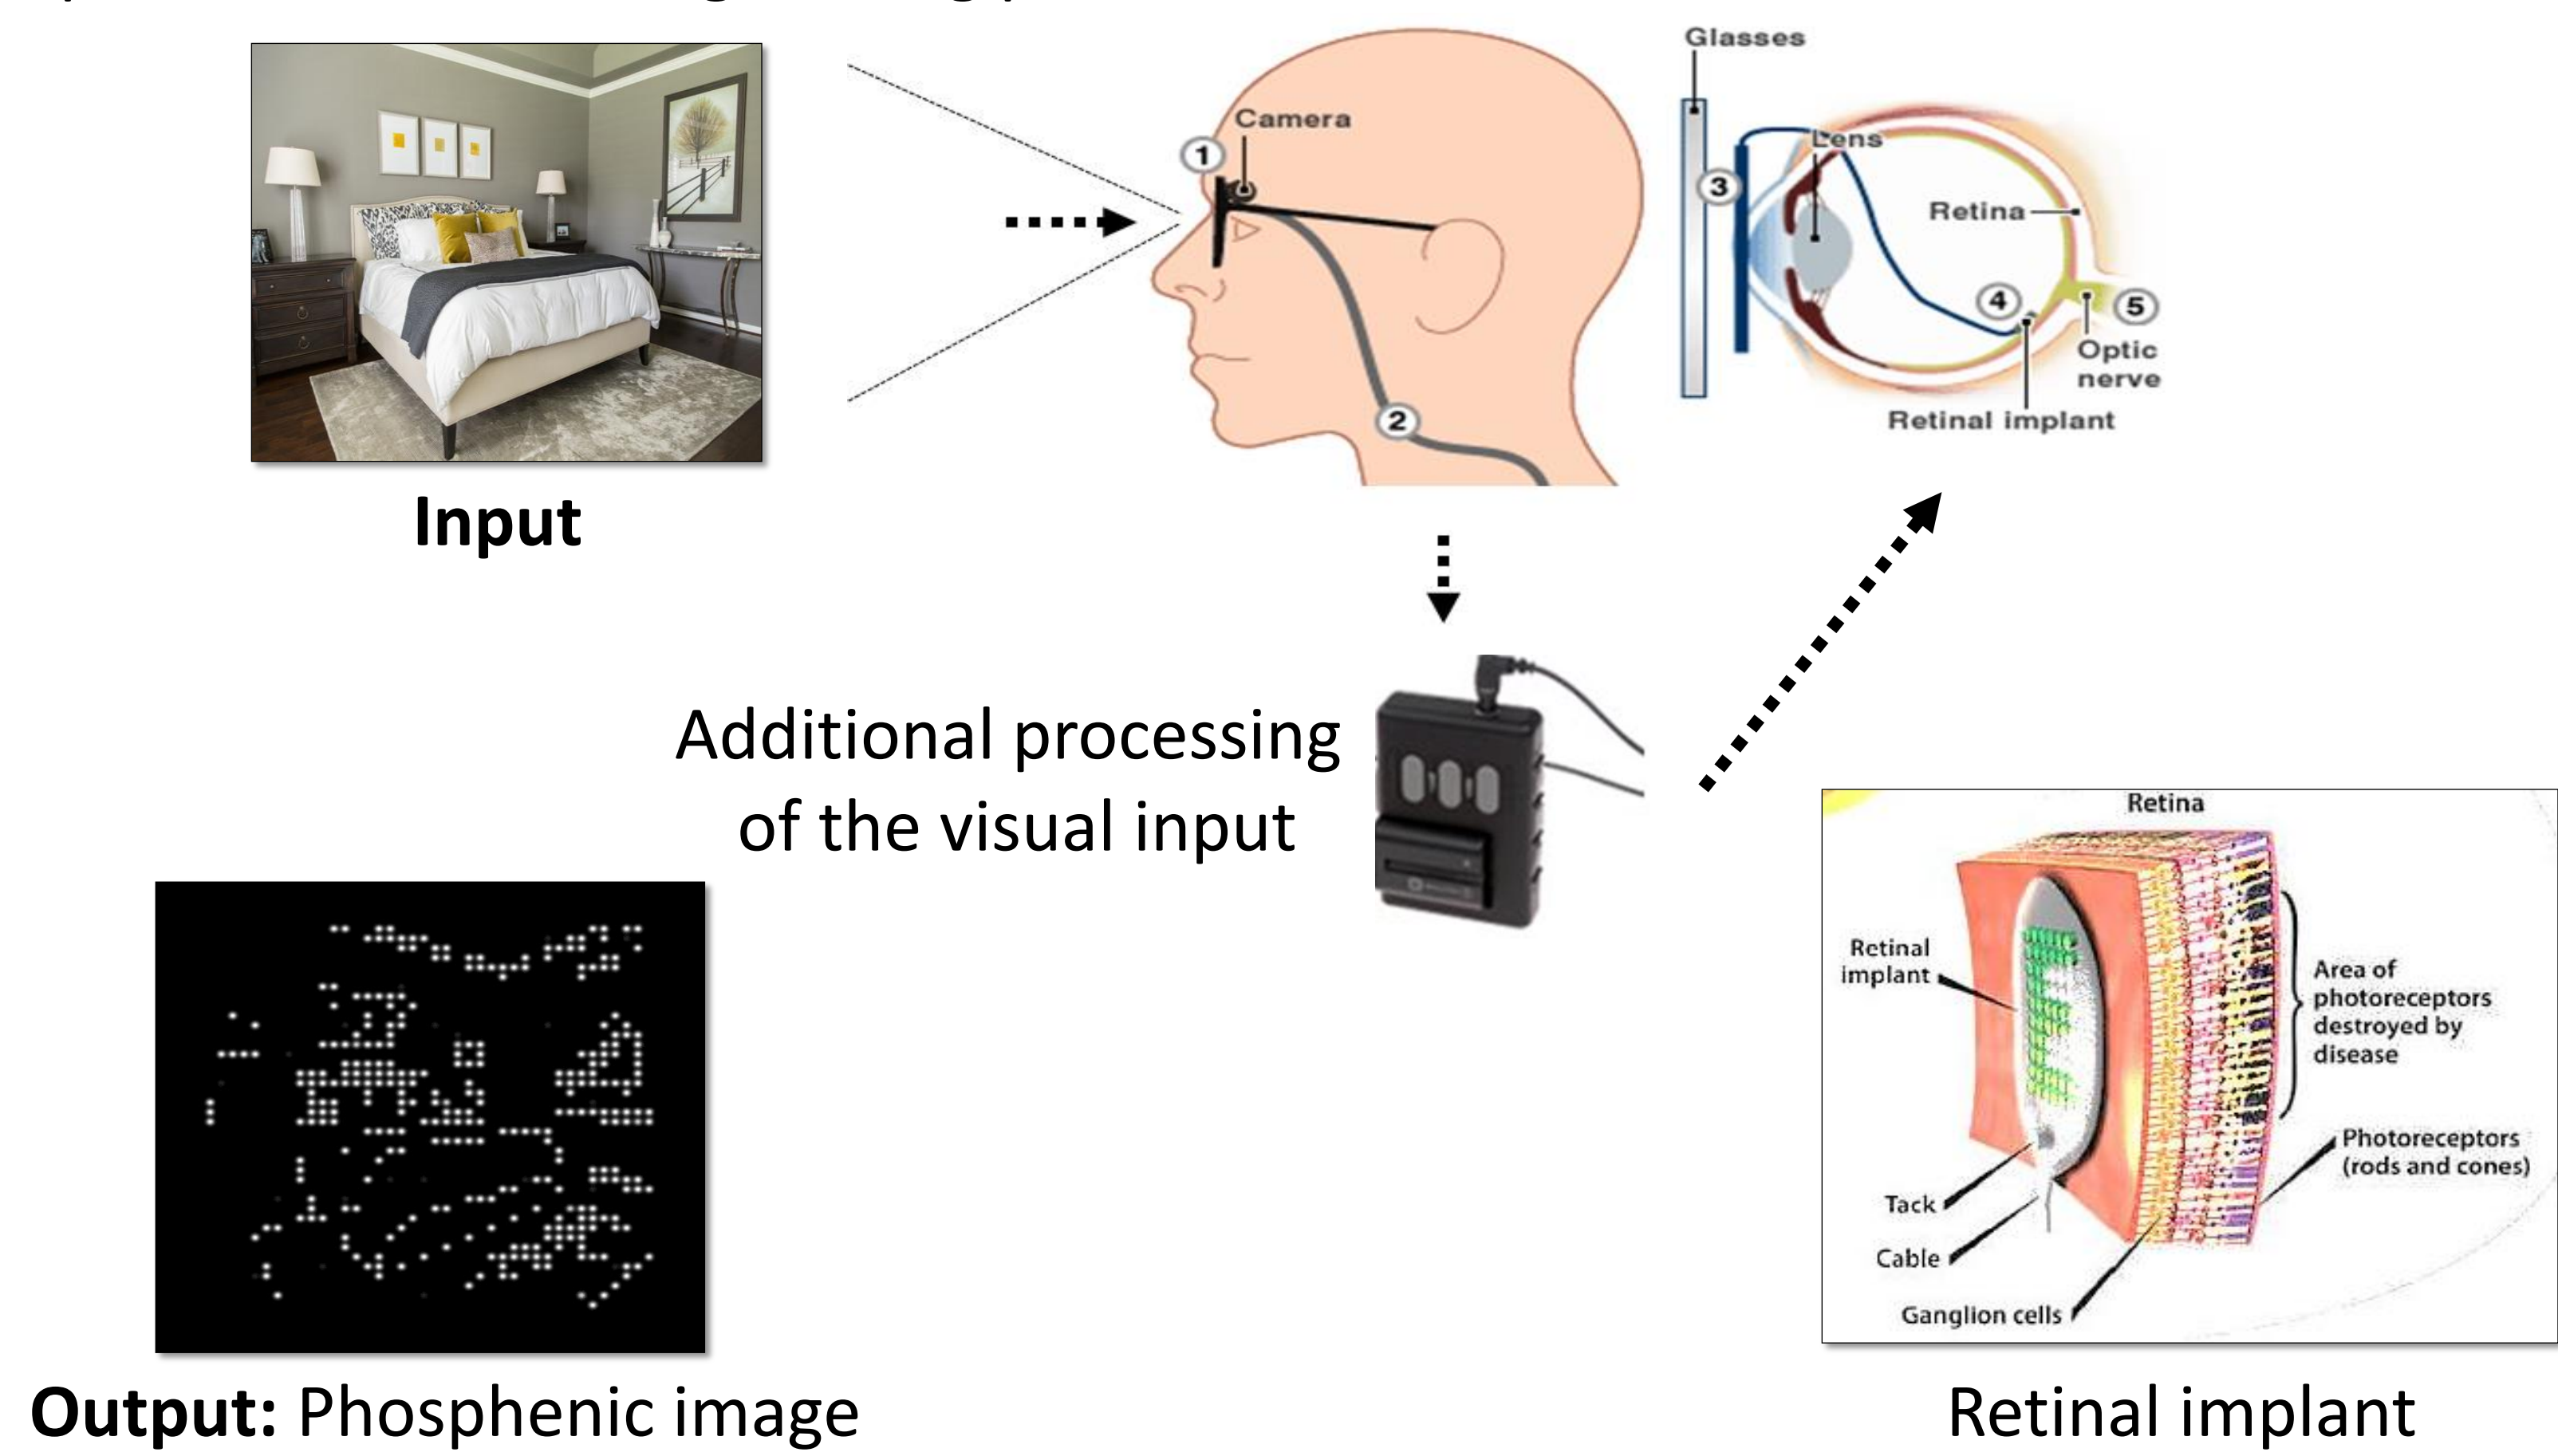 Glasses
Camera
1
Lens
3
Retina
4
5
Optic
nerve
Retinal implant
2
Input
Additional processing
of the visual input
Retina
Retinal
implant
Area of
photoreceptors
destroyed by
disease
Photoreceptors
(rods and cones)
Tack
Cable
Ganglion cells
Output: Phosphenic image
Retinal implant